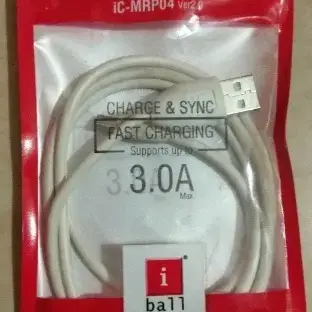 iC-MRP04 Ver2.0
CHARGE & SYNC
FAST CHARGING
Supports up to
3.0A
Max
i
ball